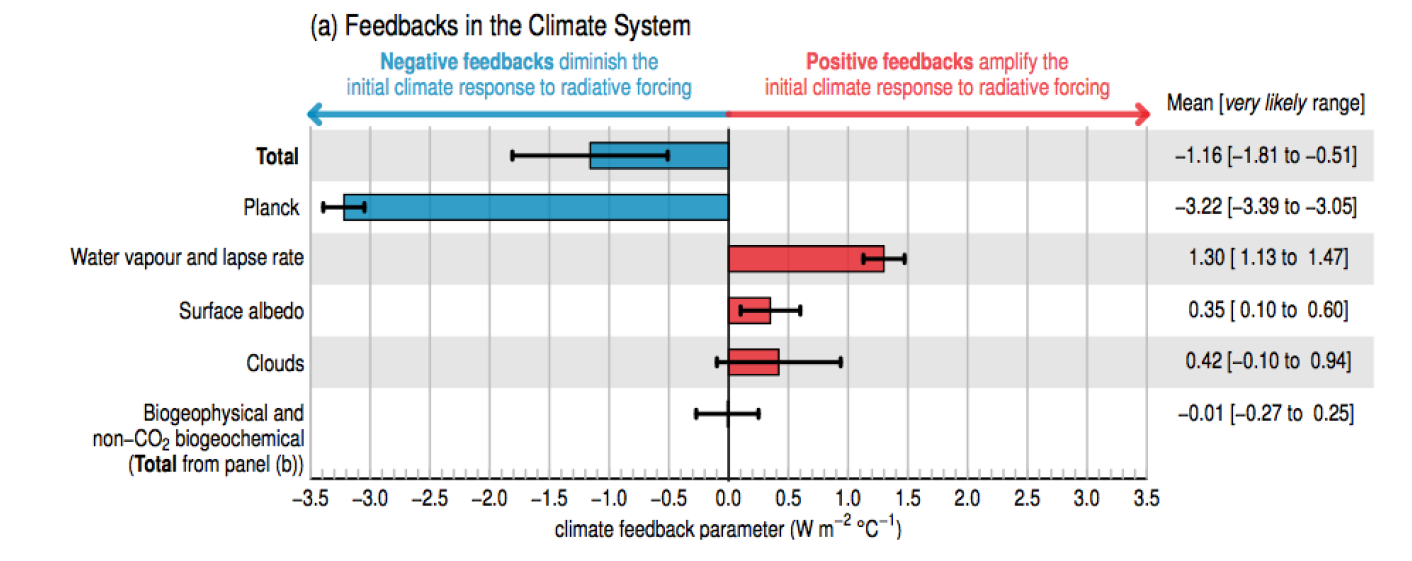 (a) Feedbacks in the Climate System
Negative feedbacks diminish the
initial climate response to radiative forcing
Positive feedbacks amplify the
initial climate response to radiative forcing
Mean [very likely range]
Total
−1.16 [−1.81 to −0.51]
Planck
−3.22 [−3.39 to −3.05]
Water vapour and lapse rate
1.30 [ 1.13 to 1.47]
Surface albedo
0.35 [ 0.10 to 0.60]
Clouds
0.42 [−0.10 to 0.94]
Biogeophysical and
non−CO₂ biogeochemical
(Total from panel (b))
−0.01 [−0.27 to 0.25]
−3.5 −3.0 −2.5 −2.0 −1.5 −1.0 −0.5 0.0 0.5 1.0 1.5 2.0 2.5 3.0 3.5
climate feedback parameter (W m⁻² °C⁻¹)